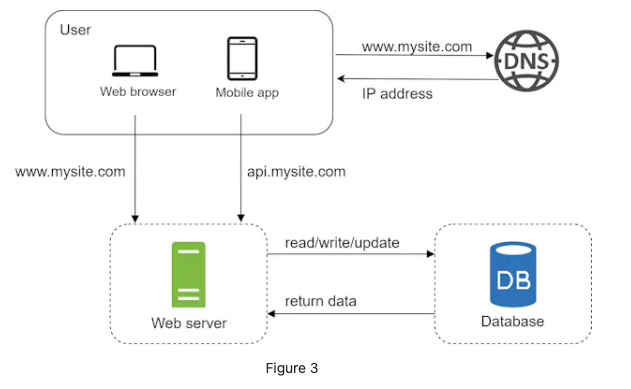 User
Web browser
Mobile app
www.mysite.com
DNS
IP address
www.mysite.com
api.mysite.com
Web server
read/write/update
return data
DB
Database
Figure 3